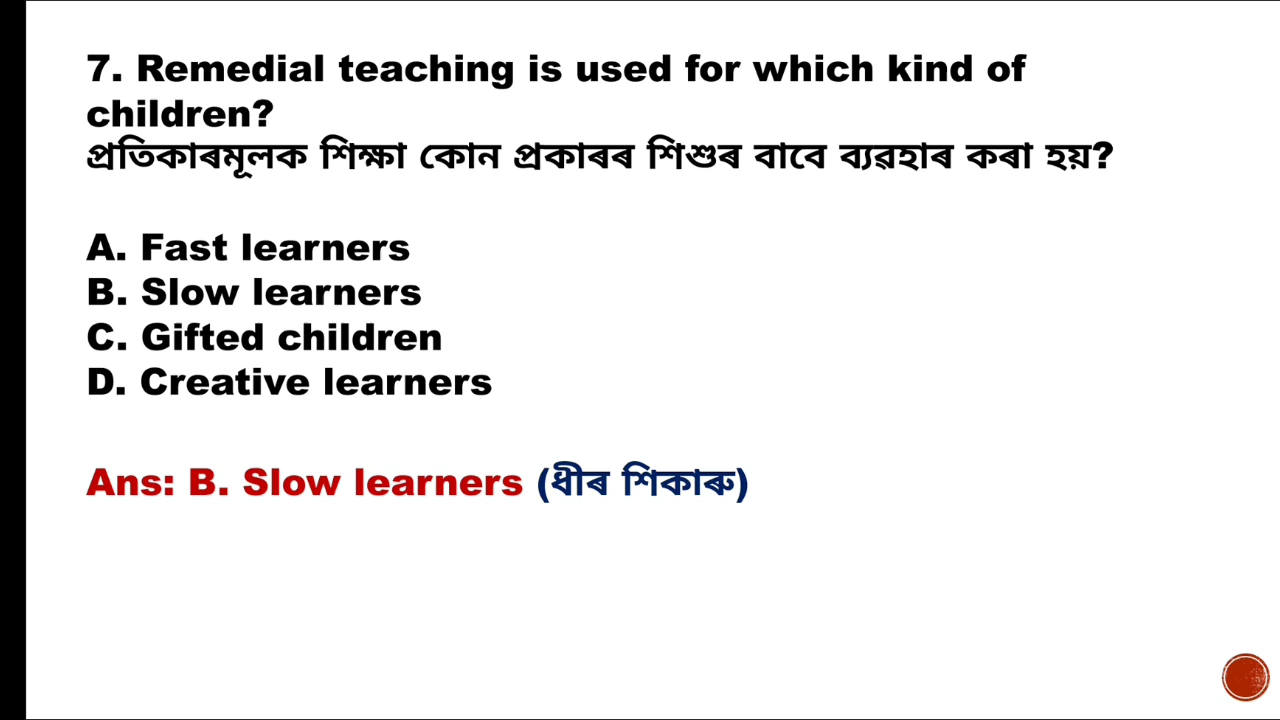 7. Remedial teaching is used for which kind of
children?
প্ৰতিকাৰমূলক শিক্ষা কোন প্ৰকাৰৰ শিশুৰ বাবে ব্যৱহাৰ কৰা হয়?
A. Fast learners
B. Slow learners
C. Gifted children
D. Creative learners
Ans: B. Slow learners (ধীৰ শিকাৰু)